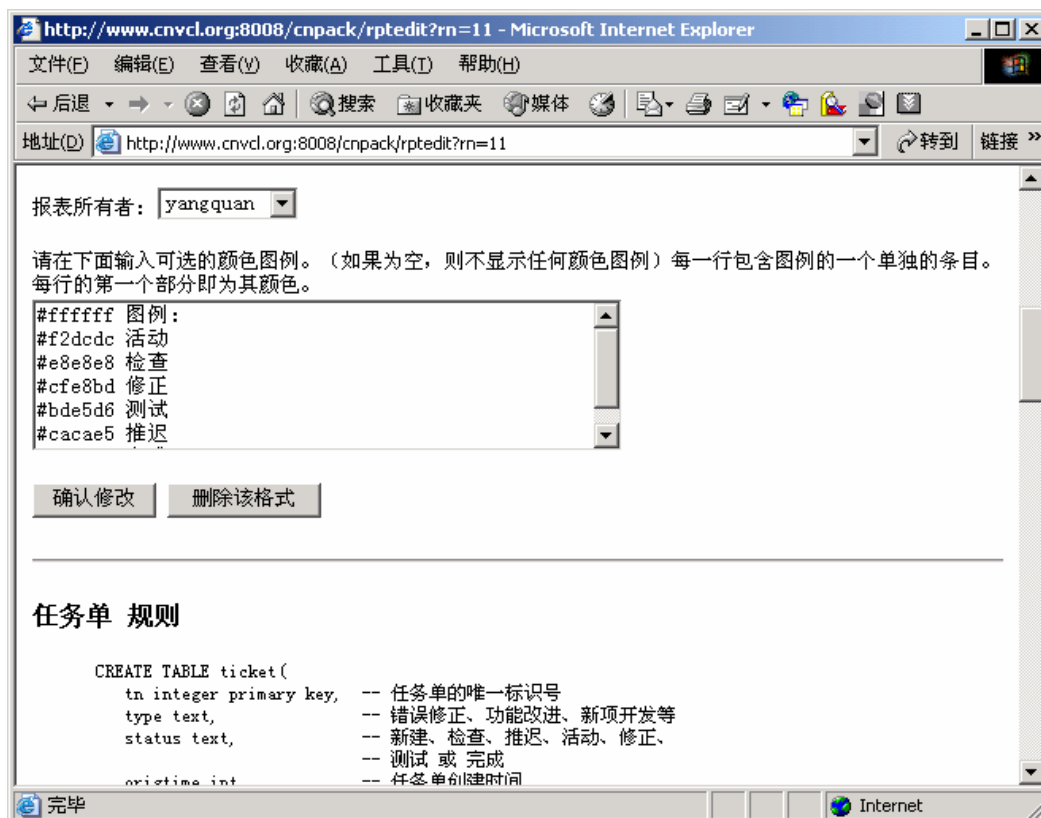 http://www.cnvcl.org:8008/cnpack/rptedit?rn=11 - Microsoft Internet Explorer
文件(F) 编辑(E) 查看(V) 收藏(A) 工具(T) 帮助(H)
后退 搜索 收藏夹 媒体
地址(D) http://www.cnvcl.org:8008/cnpack/rptedit?rn=11 转到 链接 »
报表所有者: yangquan
请在下面输入可选的颜色图例。（如果为空，则不显示任何颜色图例）每一行包含图例的一个单独的条目。
每行的第一个部分即为其颜色。
#ffffff 图例:
#f2dcdc 活动
#e8e8e8 检查
#cfe8bd 修正
#bde5d6 测试
#cacae5 推迟
确认修改 删除该格式
任务单 规则
CREATE TABLE ticket(
tn integer primary key, -- 任务单的唯一标识号
type text, -- 错误修正、功能改进、新项开发等
status text, -- 新建、检查、推迟、活动、修正、
-- 测试 或 完成
origtime int -- 任务单创建时间
完毕 Internet